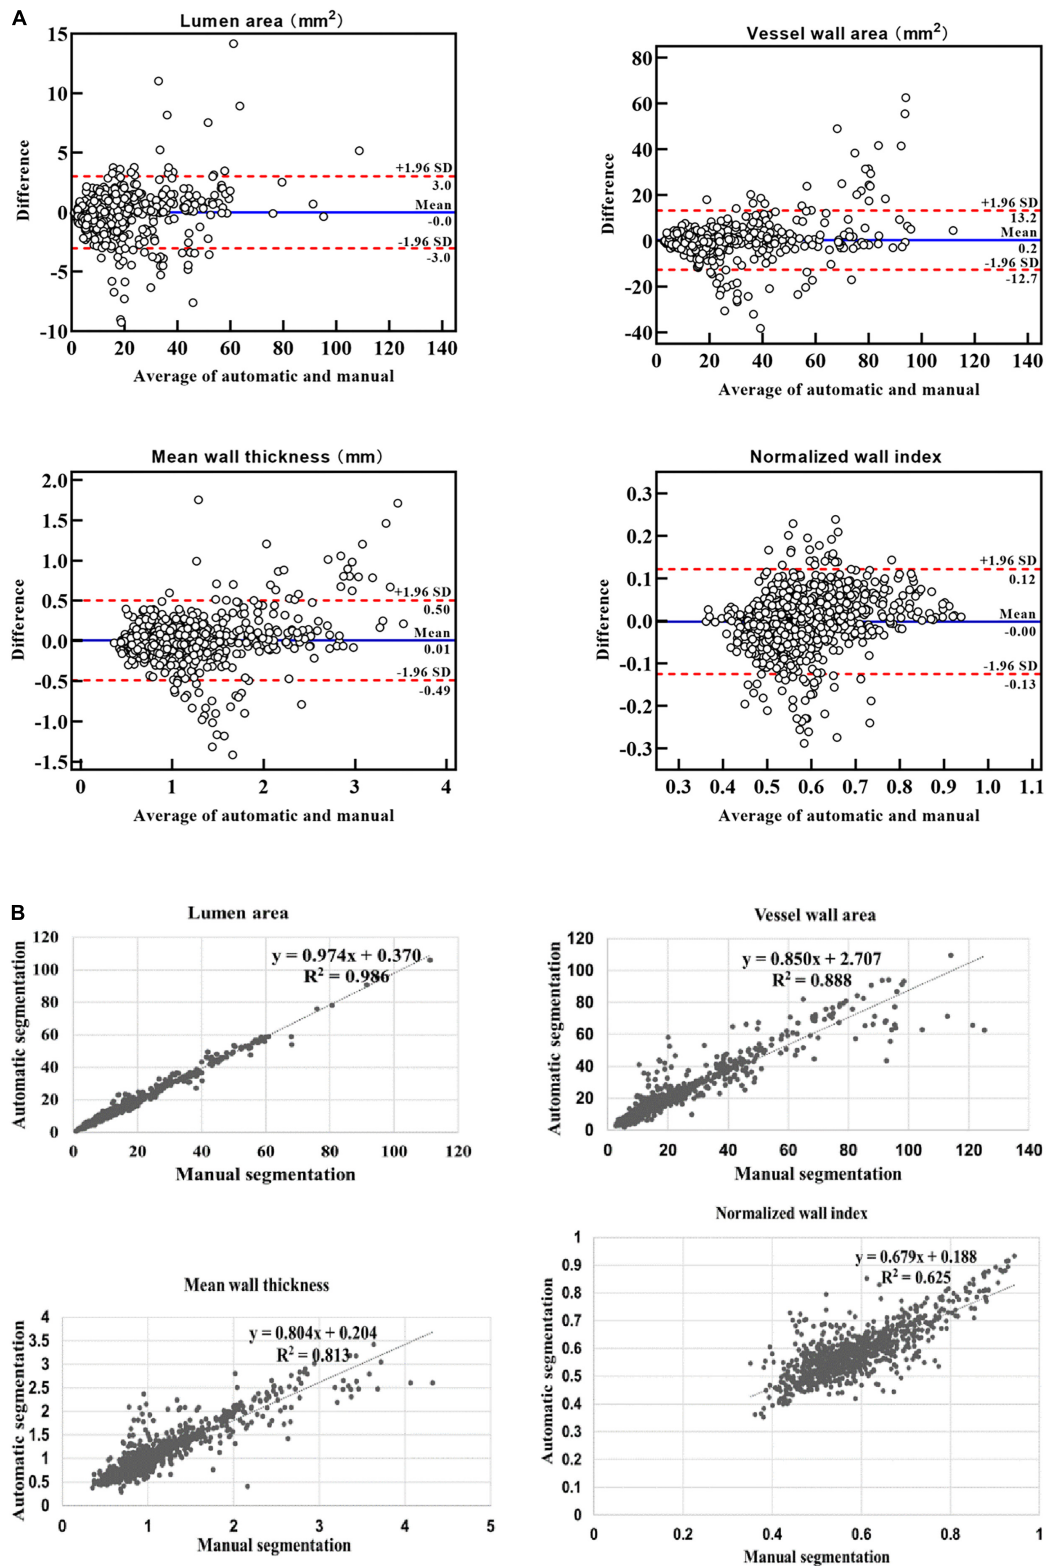 A
Lumen area (mm²)
15
10
5
0
-5
-10
Difference
+1.96 SD
3.0
Mean
-0.0
-1.96 SD
-3.0
0 20 40 60 80 100 120 140
Average of automatic and manual
Vessel wall area (mm²)
80
60
40
20
0
-20
-40
Difference
+1.96 SD
13.2
Mean
0.2
-1.96 SD
-12.7
0 20 40 60 80 100 120 140
Average of automatic and manual
Mean wall thickness (mm)
2.0
1.5
1.0
0.5
0.0
-0.5
-1.0
-1.5
Difference
+1.96 SD
0.50
Mean
0.01
-1.96 SD
-0.49
0 1 2 3 4
Average of automatic and manual
Normalized wall index
0.3
0.2
0.1
0.0
-0.1
-0.2
-0.3
Difference
+1.96 SD
0.12
Mean
-0.00
-1.96 SD
-0.13
0.3 0.4 0.5 0.6 0.7 0.8 0.9 1.0 1.1
Average of automatic and manual
B
Lumen area
120
100
80
60
40
20
0
Automatic segmentation
y = 0.974x + 0.370
R² = 0.986
0 20 40 60 80 100 120
Manual segmentation
Vessel wall area
120
100
80
60
40
20
0
Automatic segmentation
y = 0.850x + 2.707
R² = 0.888
0 20 40 60 80 100 120 140
Manual segmentation
Mean wall thickness
4
3.5
3
2.5
2
1.5
1
0.5
0
Automatic segmentation
y = 0.804x + 0.204
R² = 0.813
0 1 2 3 4 5
Manual segmentation
Normalized wall index
1
0.9
0.8
0.7
0.6
0.5
0.4
0.3
0.2
0.1
0
Automatic segmentation
y = 0.679x + 0.188
R² = 0.625
0 0.2 0.4 0.6 0.8 1
Manual segmentation